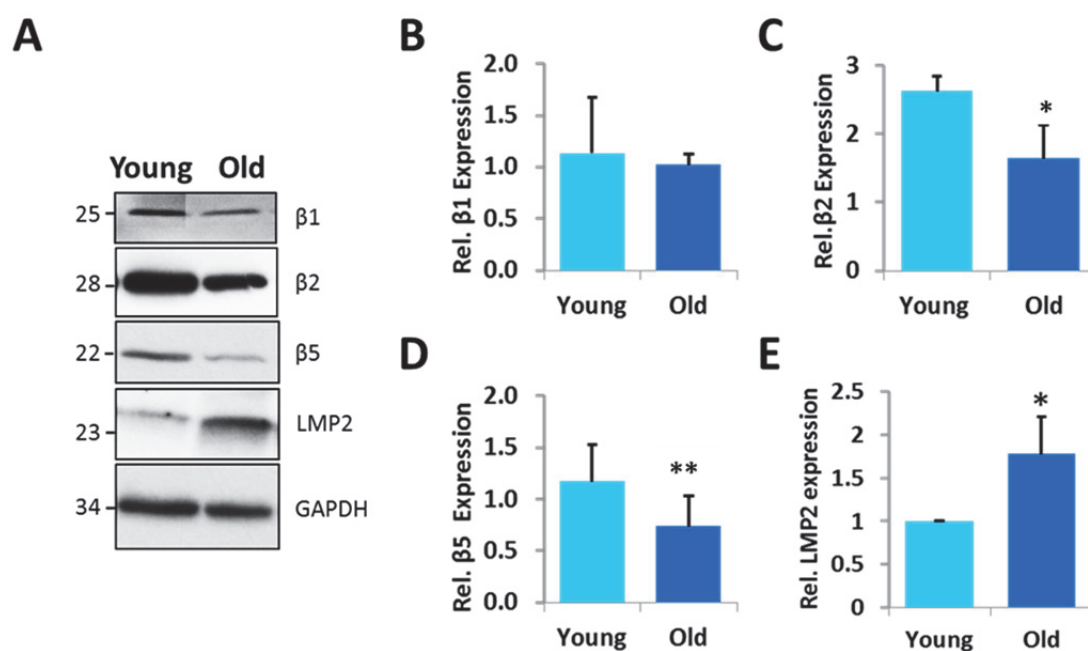 A
Young Old
25 β1
28 β2
22 β5
23 LMP2
34 GAPDH
B
Rel. β1 Expression
2.0
1.5
1.0
0.5
0.0
Young Old
C
Rel.β2 Expression
3
2
1
0
*
Young Old
D
Rel. β5 Expression
2.0
1.5
1.0
0.5
0.0
**
Young Old
E
Rel. LMP2 expression
2.5
2
1.5
1
0.5
0
*
Young Old